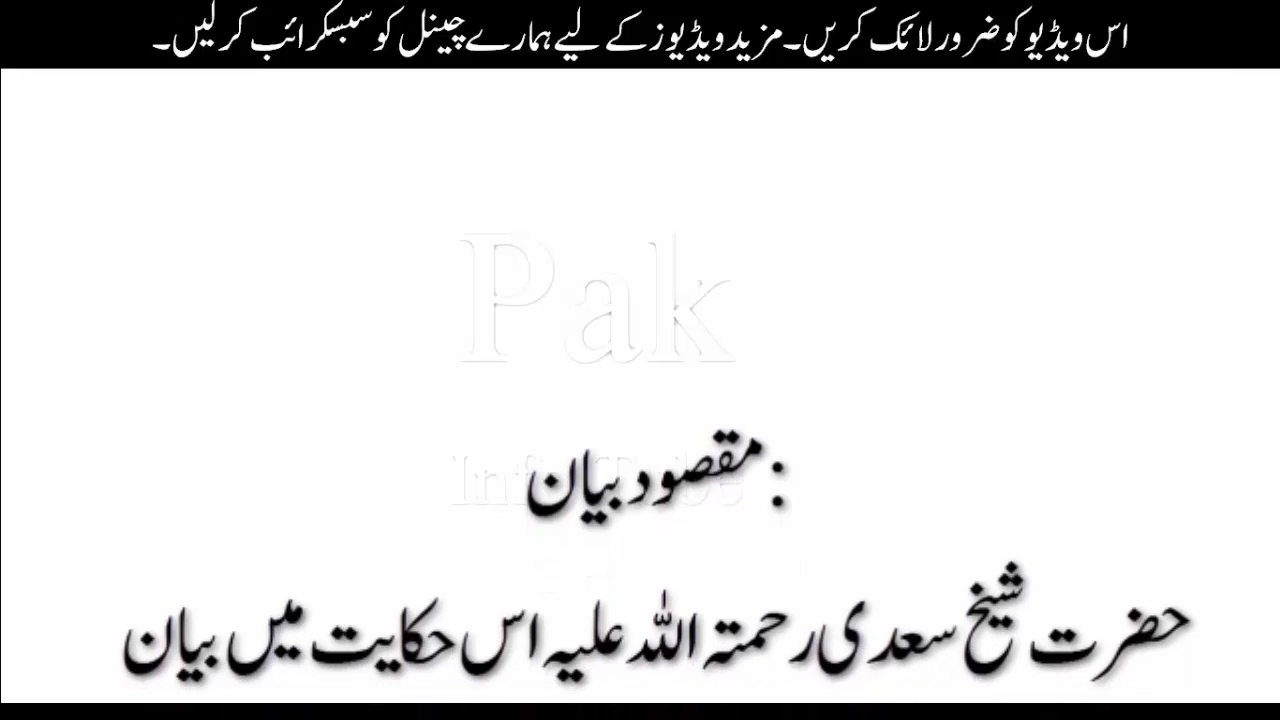 اس ویڈیو کو ضرور لائک کریں۔ مزید ویڈیوز کے لیے ہمارے چینل کو سبسکرائب کر لیں۔
Pak
: مقصود بیان
حضرت شیخ سعدی رحمتہ اللہ علیہ اس حکایت میں بیان